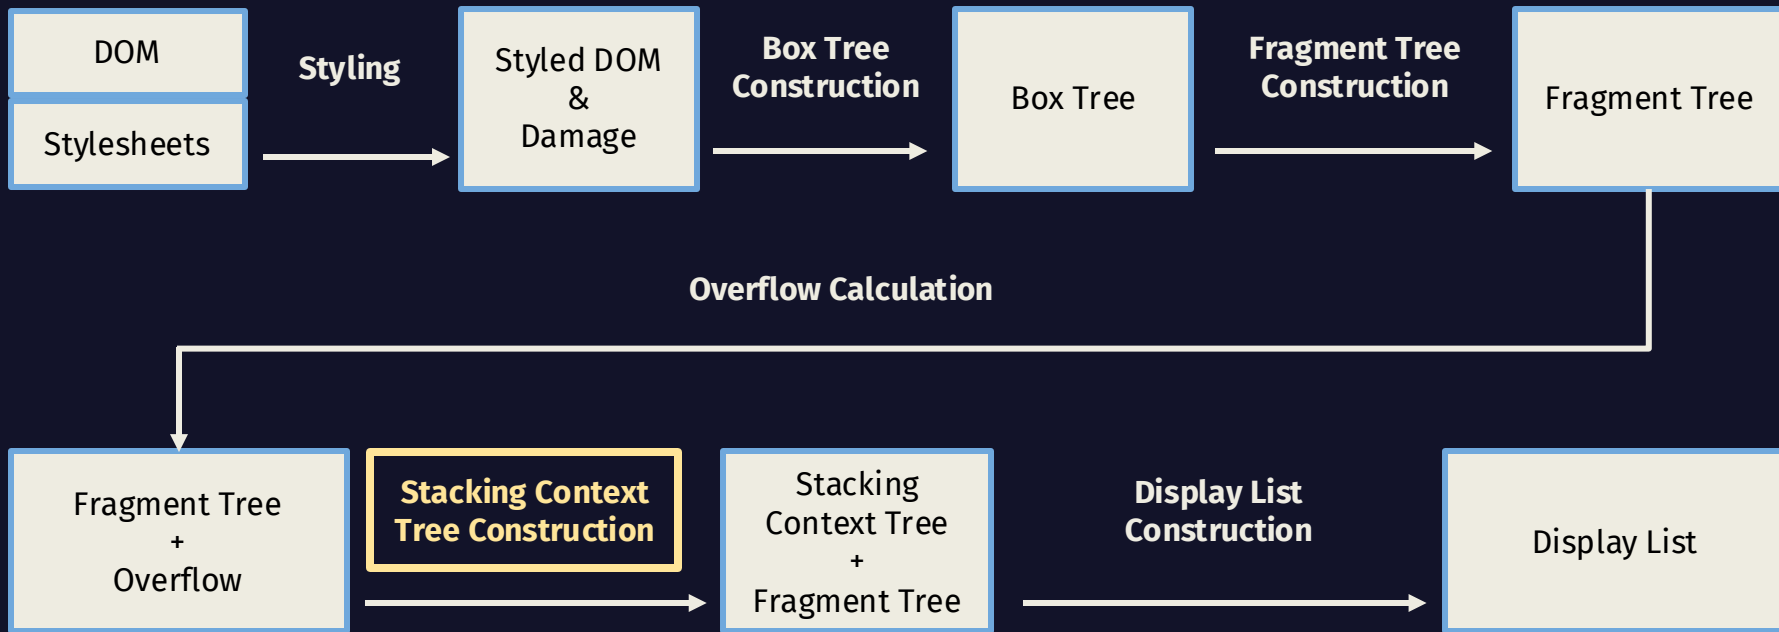 DOM
Stylesheets
Styling
Styled DOM
&
Damage
Box Tree
Construction
Box Tree
Fragment Tree
Construction
Fragment Tree
Overflow Calculation
Fragment Tree
+
Overflow
Stacking Context
Tree Construction
Stacking
Context Tree
+
Fragment Tree
Display List
Construction
Display List